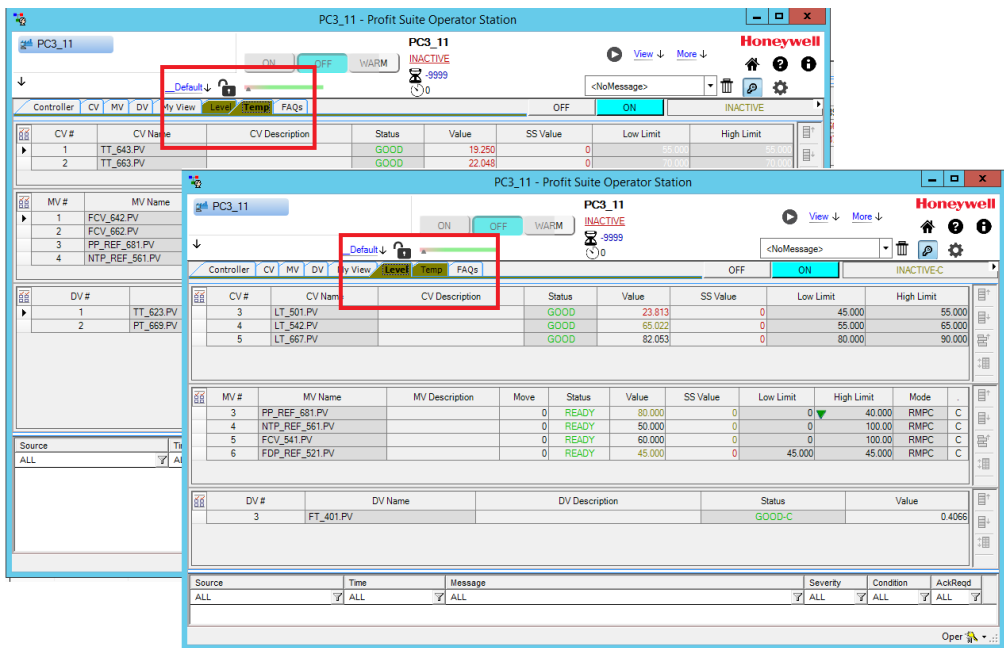 PC3_11 - Profit Suite Operator Station
PC3_11
ON OFF WARM
PC3_11
INACTIVE
-9999
0
View More
Honeywell
_Default
<NoMessage>
Controller CV MV DV My View Level Temp FAQs
OFF ON INACTIVE
CV # CV Name CV Description Status Value SS Value Low Limit High Limit
1 TT_643.PV GOOD 19.250 0 55.000 55.000
2 TT_663.PV GOOD 22.048 0 70.000 70.000
MV # MV Name
1 FCV_642.PV
2 FCV_662.PV
3 PP_REF_681.PV
4 NTP_REF_561.PV
DV #
1 TT_623.PV
2 PT_669.PV
Source
ALL
PC3_11 - Profit Suite Operator Station
PC3_11
ON OFF WARM
PC3_11
INACTIVE
-9999
0
View More
Honeywell
_Default
<NoMessage>
Controller CV MV DV My View Level Temp FAQs
OFF ON INACTIVE-C
CV # CV Name CV Description Status Value SS Value Low Limit High Limit
3 LT_501.PV GOOD 23.813 0 45.000 55.000
4 LT_542.PV GOOD 65.022 0 55.000 65.000
5 LT_667.PV GOOD 82.053 0 80.000 90.000
MV # MV Name MV Description Move Status Value SS Value Low Limit High Limit Mode .
3 PP_REF_681.PV 0 READY 80.000 0 0 40.000 RMPC C
4 NTP_REF_561.PV 0 READY 50.000 0 0 100.00 RMPC C
5 FCV_541.PV 0 READY 60.000 0 0 100.00 RMPC C
6 FDP_REF_521.PV 0 READY 45.000 0 45.000 45.000 RMPC C
DV # DV Name DV Description Status Value
3 FT_401.PV GOOD-C 0.4066
Source Time Message Severity Condition AckReqd
ALL ALL ALL ALL ALL ALL
Oper